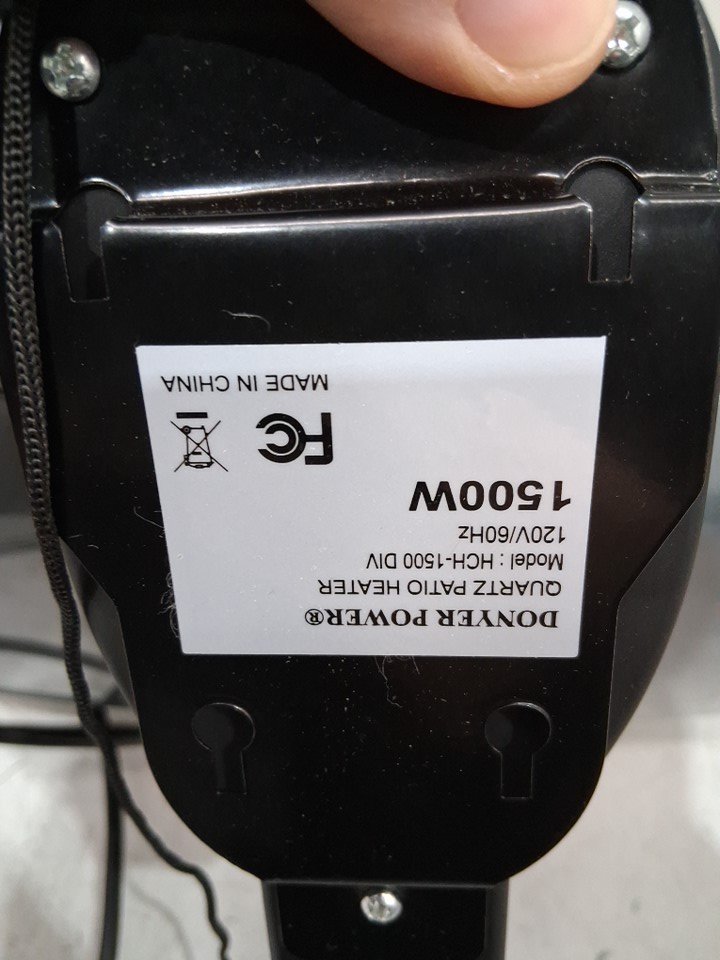 DONYER POWER®
QUARTZ PATIO HEATER
Model : HCH-1500 DIV
120V/60Hz
1500W
FC
MADE IN CHINA